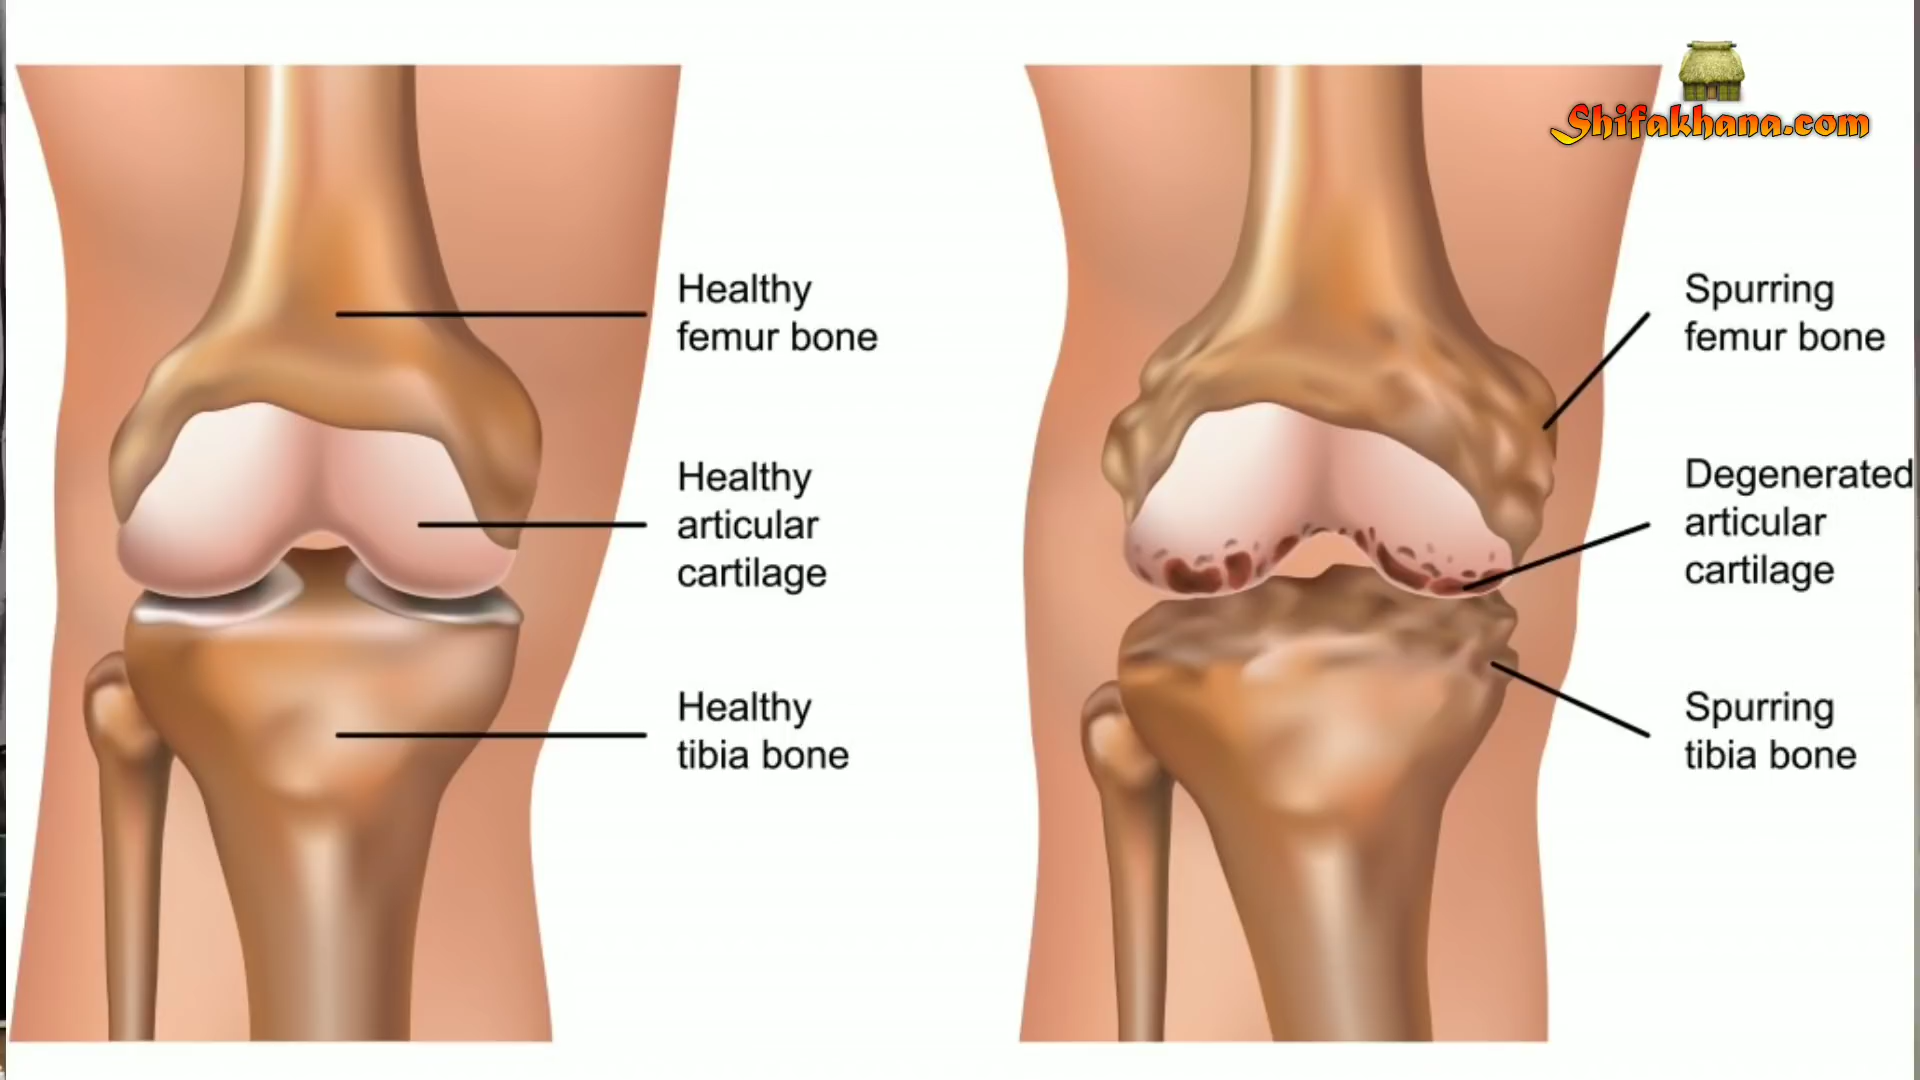 Shifakhana.com
Healthy
femur bone
Healthy
articular
cartilage
Healthy
tibia bone
Spurring
femur bone
Degenerated
articular
cartilage
Spurring
tibia bone